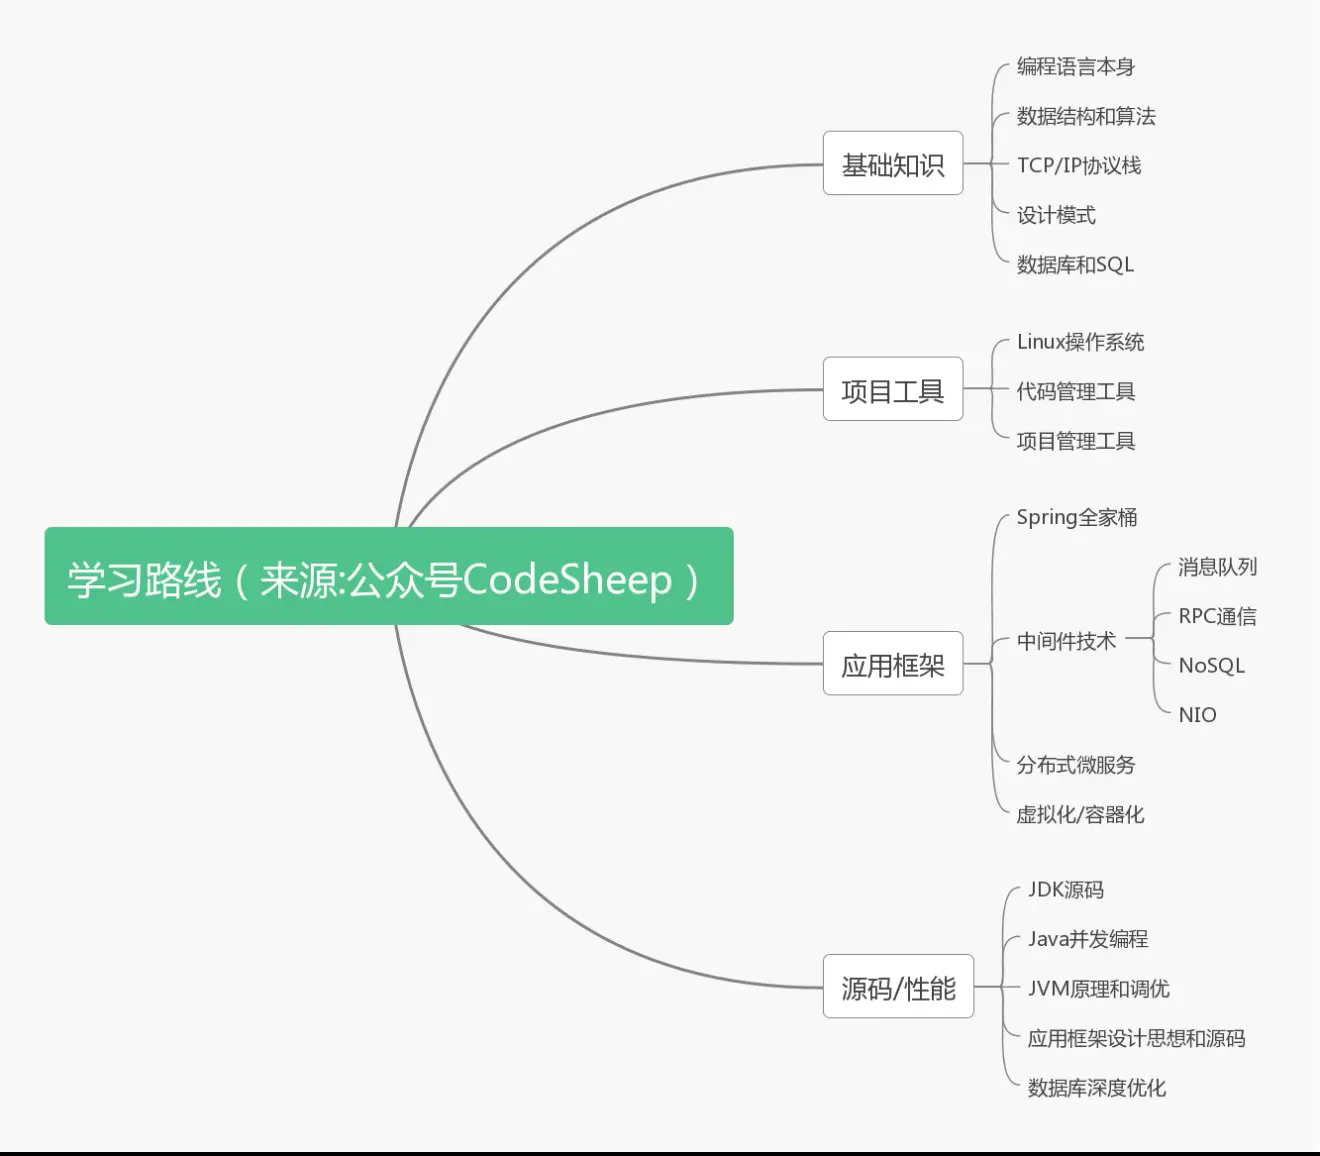 学习路线（来源:公众号CodeSheep）
基础知识
编程语言本身
数据结构和算法
TCP/IP协议栈
设计模式
数据库和SQL
项目工具
Linux操作系统
代码管理工具
项目管理工具
应用框架
Spring全家桶
中间件技术
消息队列
RPC通信
NoSQL
NIO
分布式微服务
虚拟化/容器化
源码/性能
JDK源码
Java并发编程
JVM原理和调优
应用框架设计思想和源码
数据库深度优化